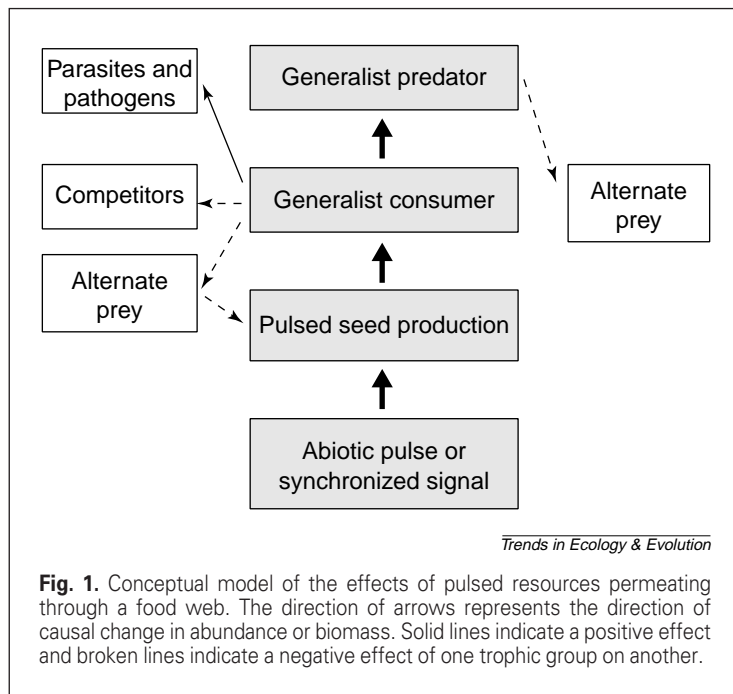 Parasites and
pathogens
Generalist predator
Competitors
Generalist consumer
Alternate
prey
Alternate
prey
Pulsed seed production
Abiotic pulse or
synchronized signal
Trends in Ecology & Evolution
Fig. 1. Conceptual model of the effects of pulsed resources permeating
through a food web. The direction of arrows represents the direction of
causal change in abundance or biomass. Solid lines indicate a positive effect
and broken lines indicate a negative effect of one trophic group on another.